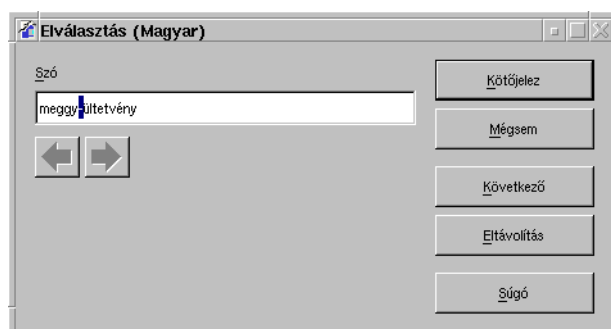 Elválasztás (Magyar)
Szó
meggy-ültetvény
Kötőjelez
Mégsem
Következő
Eltávolítás
Súgó